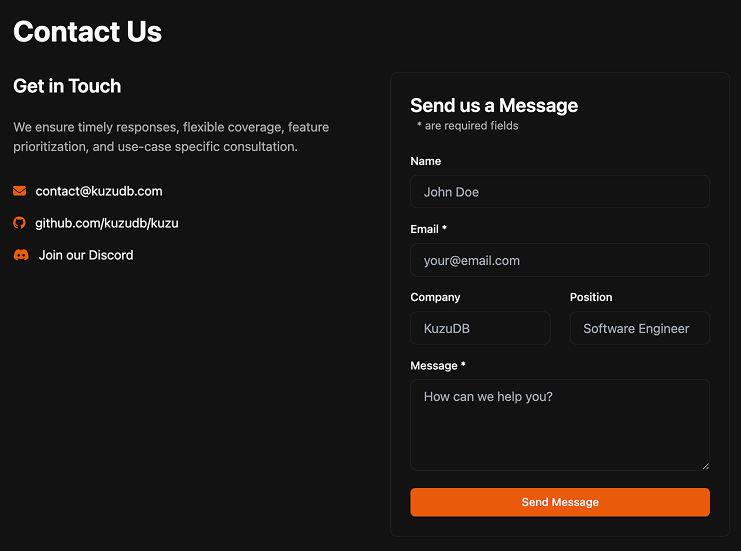 Contact Us
Get in Touch
We ensure timely responses, flexible coverage, feature
prioritization, and use-case specific consultation.
contact@kuzudb.com
github.com/kuzudb/kuzu
Join our Discord
Send us a Message
* are required fields
Name
John Doe
Email *
your@email.com
Company
Position
KuzuDB
Software Engineer
Message *
How can we help you?
Send Message